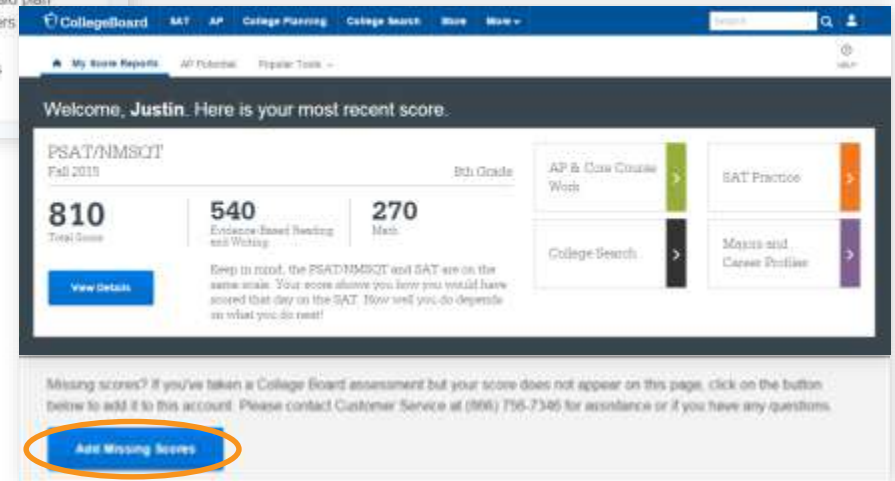 ers
CollegeBoard SAT AP College Planning College Search More More
Search
My Score Reports AP Potential Popular Tools
HELP
Welcome, Justin. Here is your most recent score.
PSAT/NMSQT
Fall 2015 8th Grade
810 540 270
Total Score Evidence-Based Reading Math
and Writing
Keep in mind, the PSAT/NMSQT and SAT are on the
same scale. Your score shows you how you would have
scored that day on the SAT. How well you do depends
on what you do next!
View Details
AP & Core Course
Work
SAT Practice
College Search
Majors and
Career Profiles
Missing scores? If you've taken a College Board assessment but your score does not appear on this page, click on the button
below to add it to this account. Please contact Customer Service at (866) 756-7346 for assistance or if you have any questions.
Add Missing Scores